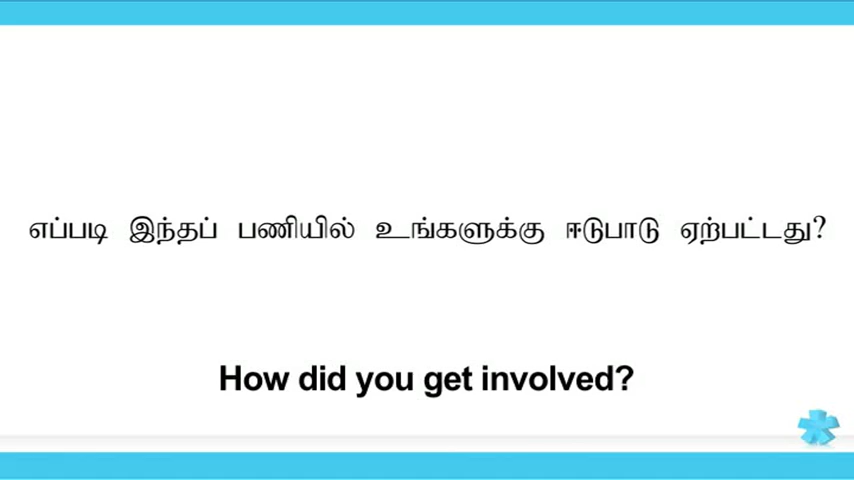 எப்படி இந்தப் பணியில் உங்களுக்கு ஈடுபாடு ஏற்பட்டது?
How did you get involved?